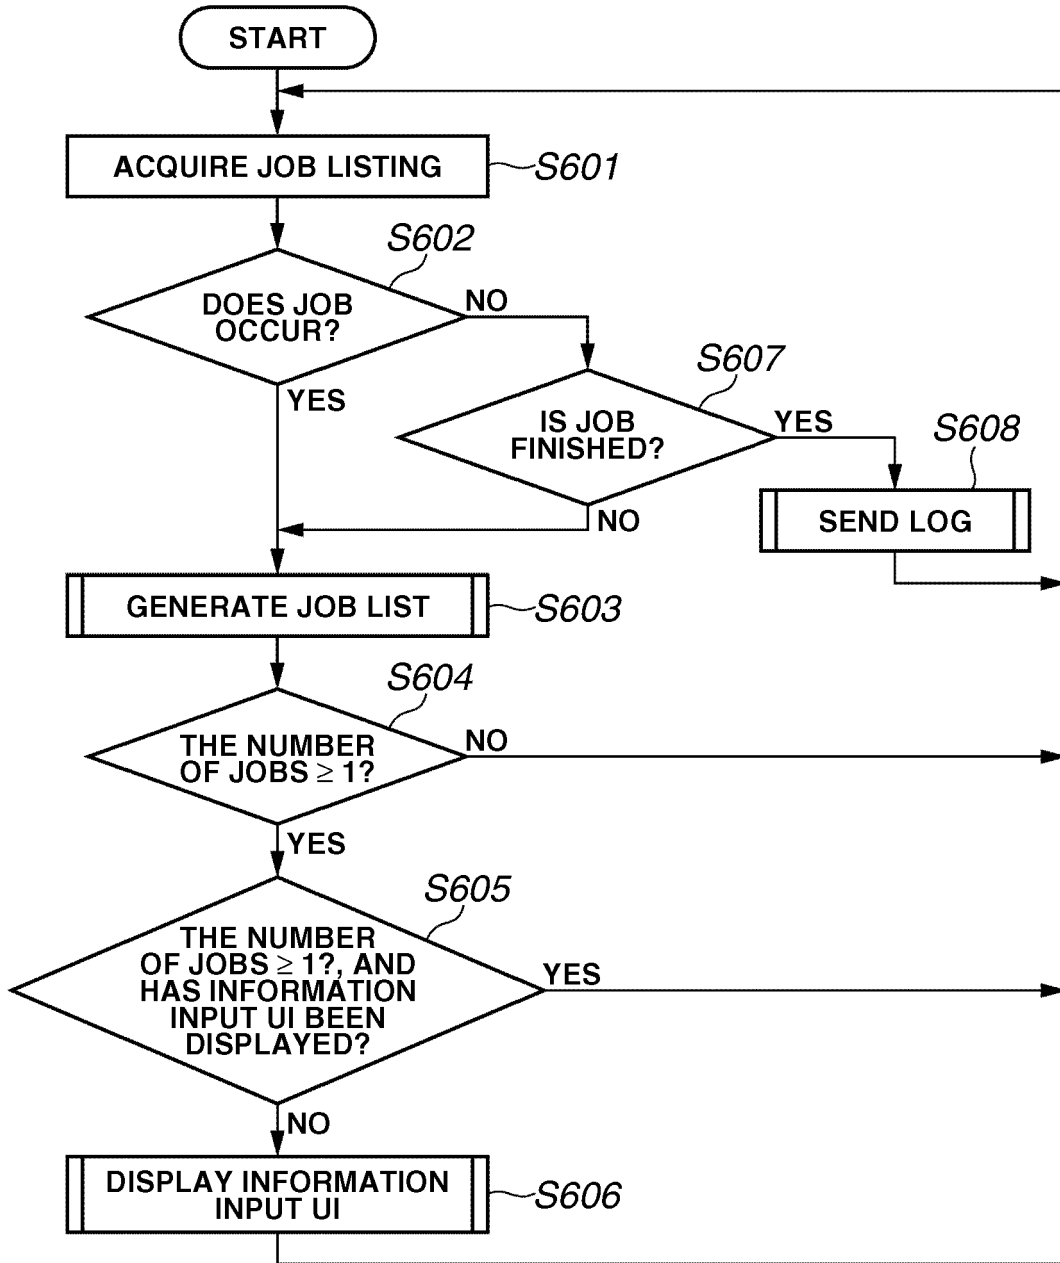 START
ACQUIRE JOB LISTING
S601
S602
DOES JOB
OCCUR?
NO
YES
S607
IS JOB
FINISHED?
YES
NO
S608
SEND LOG
GENERATE JOB LIST
S603
S604
THE NUMBER
OF JOBS ≥ 1?
NO
YES
S605
THE NUMBER
OF JOBS ≥ 1?, AND
HAS INFORMATION
INPUT UI BEEN
DISPLAYED?
YES
NO
DISPLAY INFORMATION
INPUT UI
S606